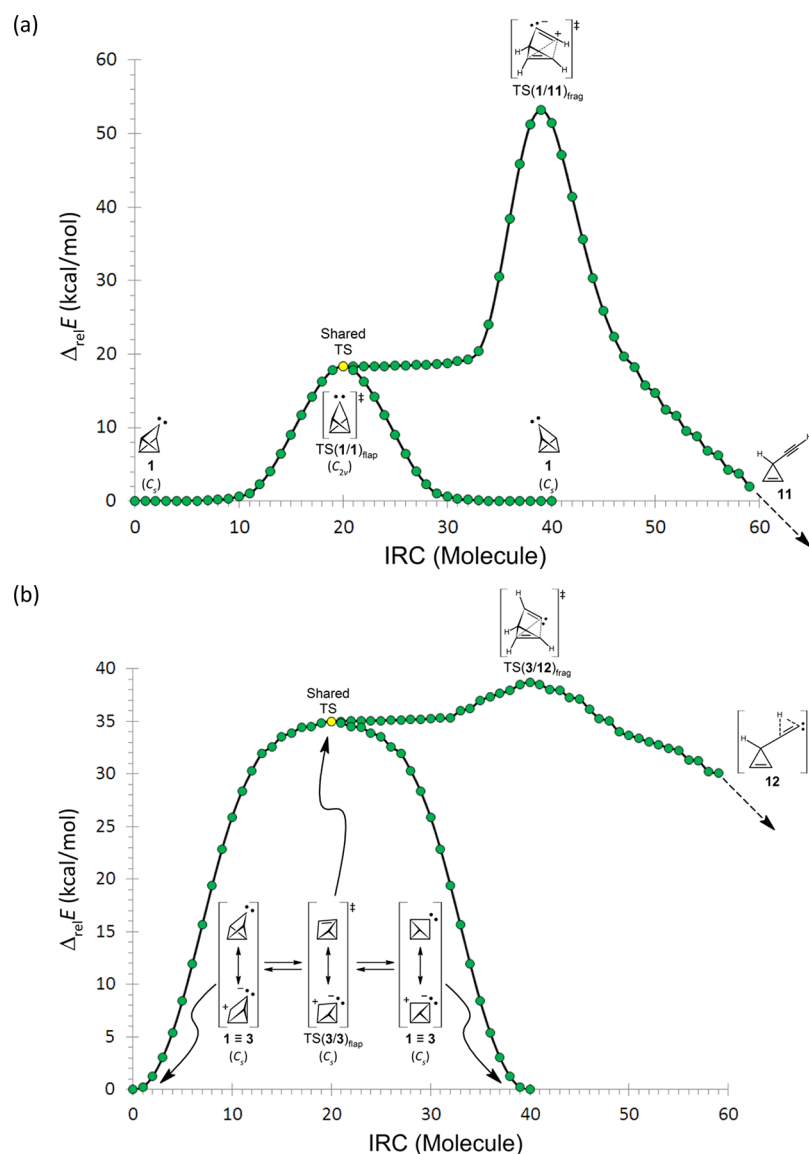 (a)
60
50
40
30
20
10
0
Δrel E (kcal/mol)
0 10 20 30 40 50 60
IRC (Molecule)
1
(Cs)
Shared
TS
‡
TS(1/1)flap
(C2v)
1
(Cs)
‡
− +
H H
H H
TS(1/11)frag
H
H
11
(b)
40
35
30
25
20
15
10
5
0
Δrel E (kcal/mol)
0 10 20 30 40 50 60
IRC (Molecule)
Shared
TS
‡
H
H
H H
TS(3/12)frag
H
H
12
‡
+ −
+ −
+ −
1 ≡ 3
(Cs)
TS(3/3)flap
(Cs)
1 ≡ 3
(Cs)